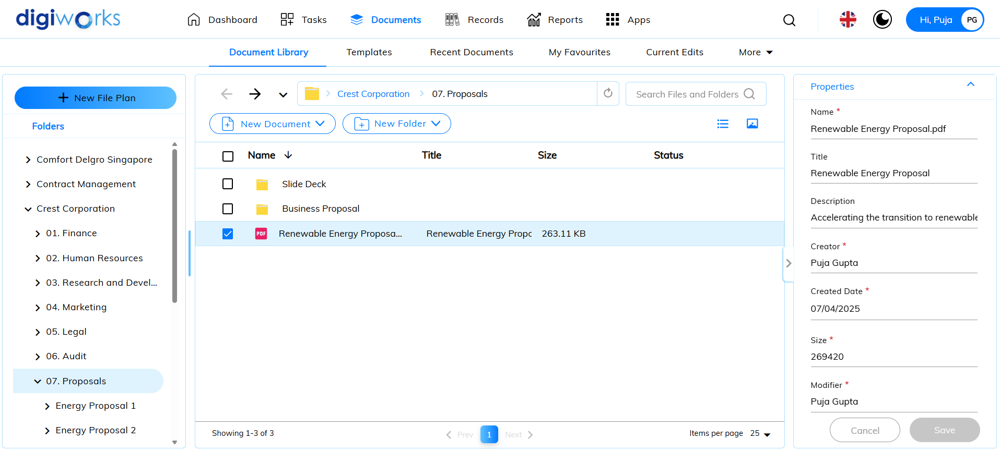 digiworks
Dashboard
Tasks
Documents
Records
Reports
Apps
Hi, Puja
PG
Document Library
Templates
Recent Documents
My Favourites
Current Edits
More
New File Plan
Folders
Comfort Delgro Singapore
Contract Management
Crest Corporation
01. Finance
02. Human Resources
03. Research and Devel...
04. Marketing
05. Legal
06. Audit
07. Proposals
Energy Proposal 1
Energy Proposal 2
Crest Corporation
07. Proposals
Search Files and Folders
New Document
New Folder
Name
Title
Size
Status
Slide Deck
Business Proposal
PDF
Renewable Energy Proposa...
Renewable Energy Propo
263.11 KB
Showing 1-3 of 3
Prev
1
Next
Items per page
25
Properties
Name *
Renewable Energy Proposal.pdf
Title
Renewable Energy Proposal
Description
Accelerating the transition to renewable
Creator *
Puja Gupta
Created Date *
07/04/2025
Size *
269420
Modifier *
Puja Gupta
Cancel
Save